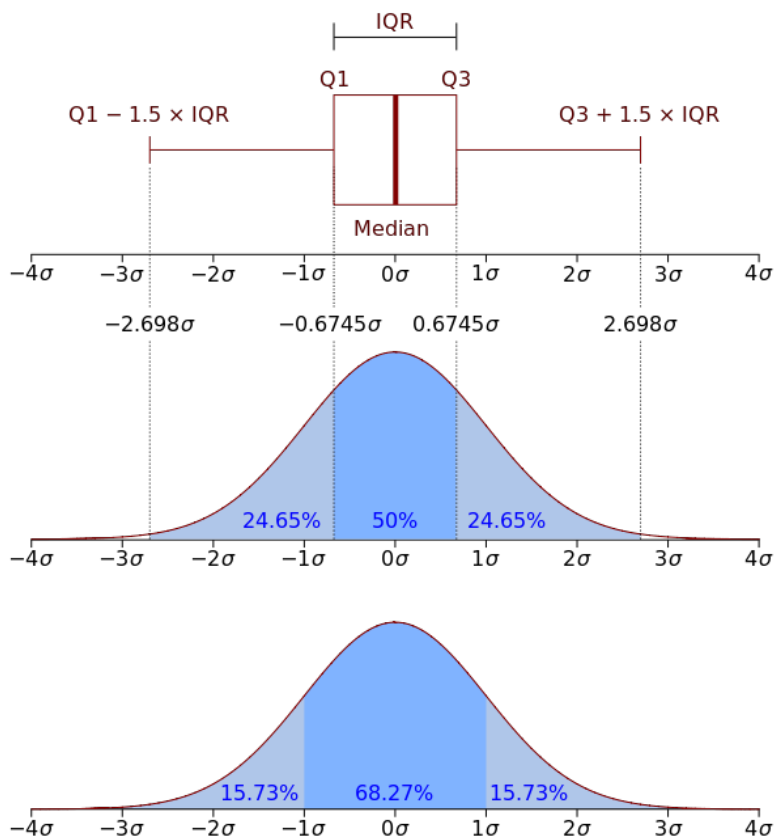 IQR
Q1 Q3
Q1 − 1.5 × IQR Q3 + 1.5 × IQR
Median
−4σ −3σ −2σ −1σ 0σ 1σ 2σ 3σ 4σ
−2.698σ −0.6745σ 0.6745σ 2.698σ
24.65% 50% 24.65%
−4σ −3σ −2σ −1σ 0σ 1σ 2σ 3σ 4σ
15.73% 68.27% 15.73%
−4σ −3σ −2σ −1σ 0σ 1σ 2σ 3σ 4σ